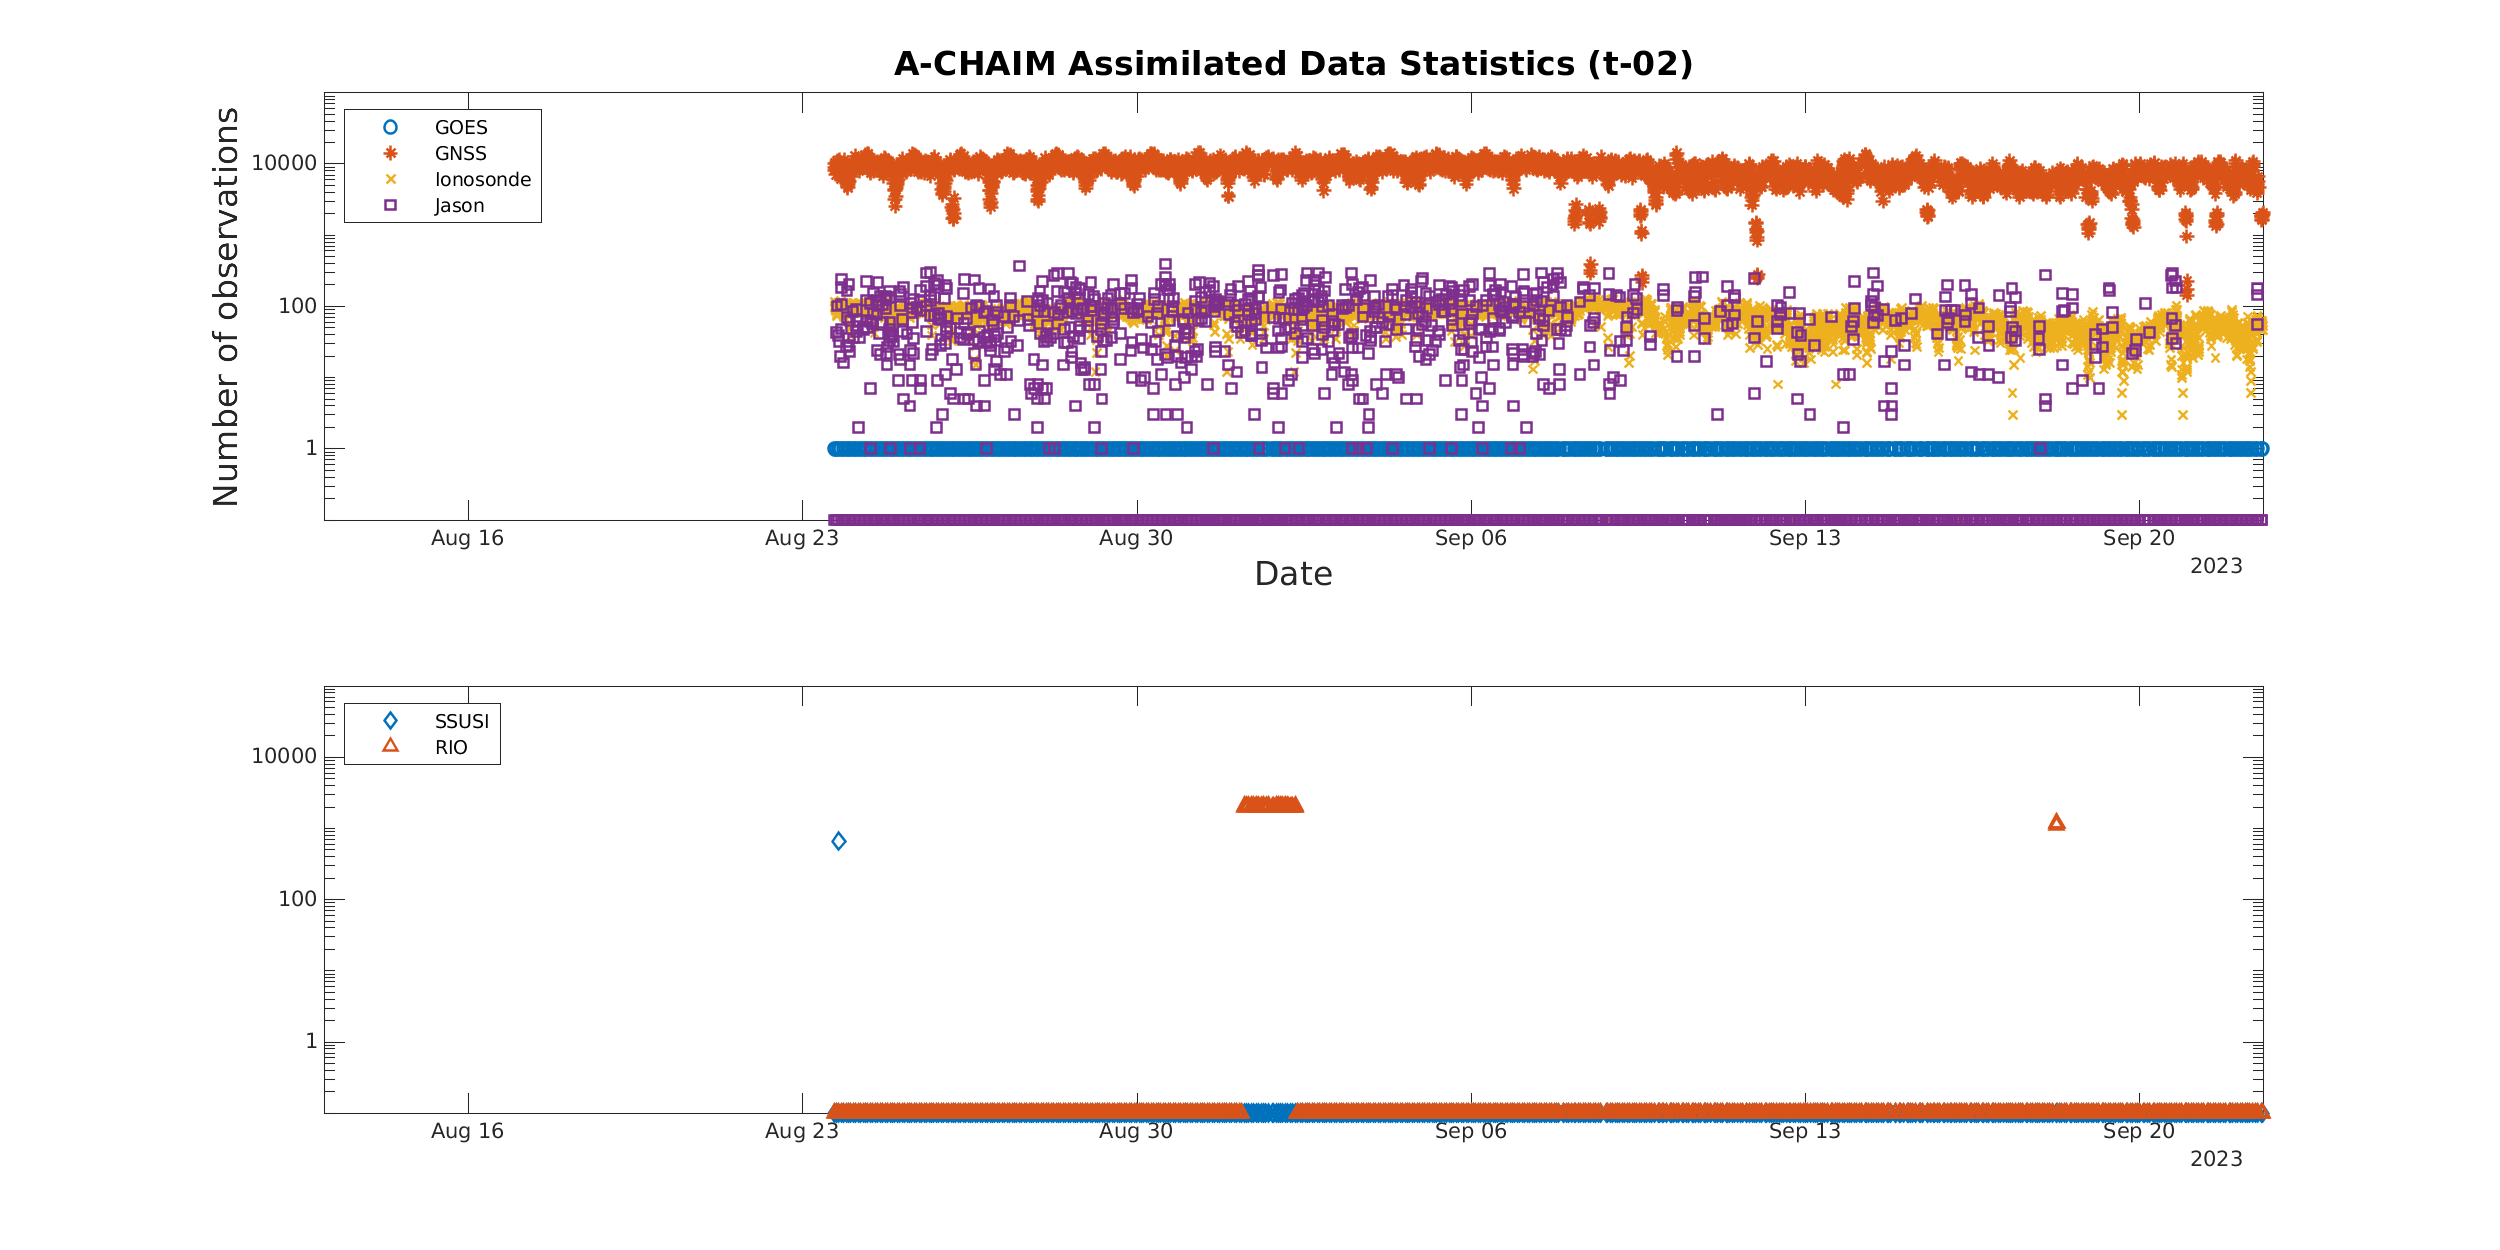 A-CHAIM Assimilated Data Statistics (t-02)
Number of observations
10000
100
1
GOES
GNSS
Ionosonde
Jason
Aug 16
Aug 23
Aug 30
Sep 06
Sep 13
Sep 20
2023
Date
10000
100
1
SSUSI
RIO
Aug 16
Aug 23
Aug 30
Sep 06
Sep 13
Sep 20
2023